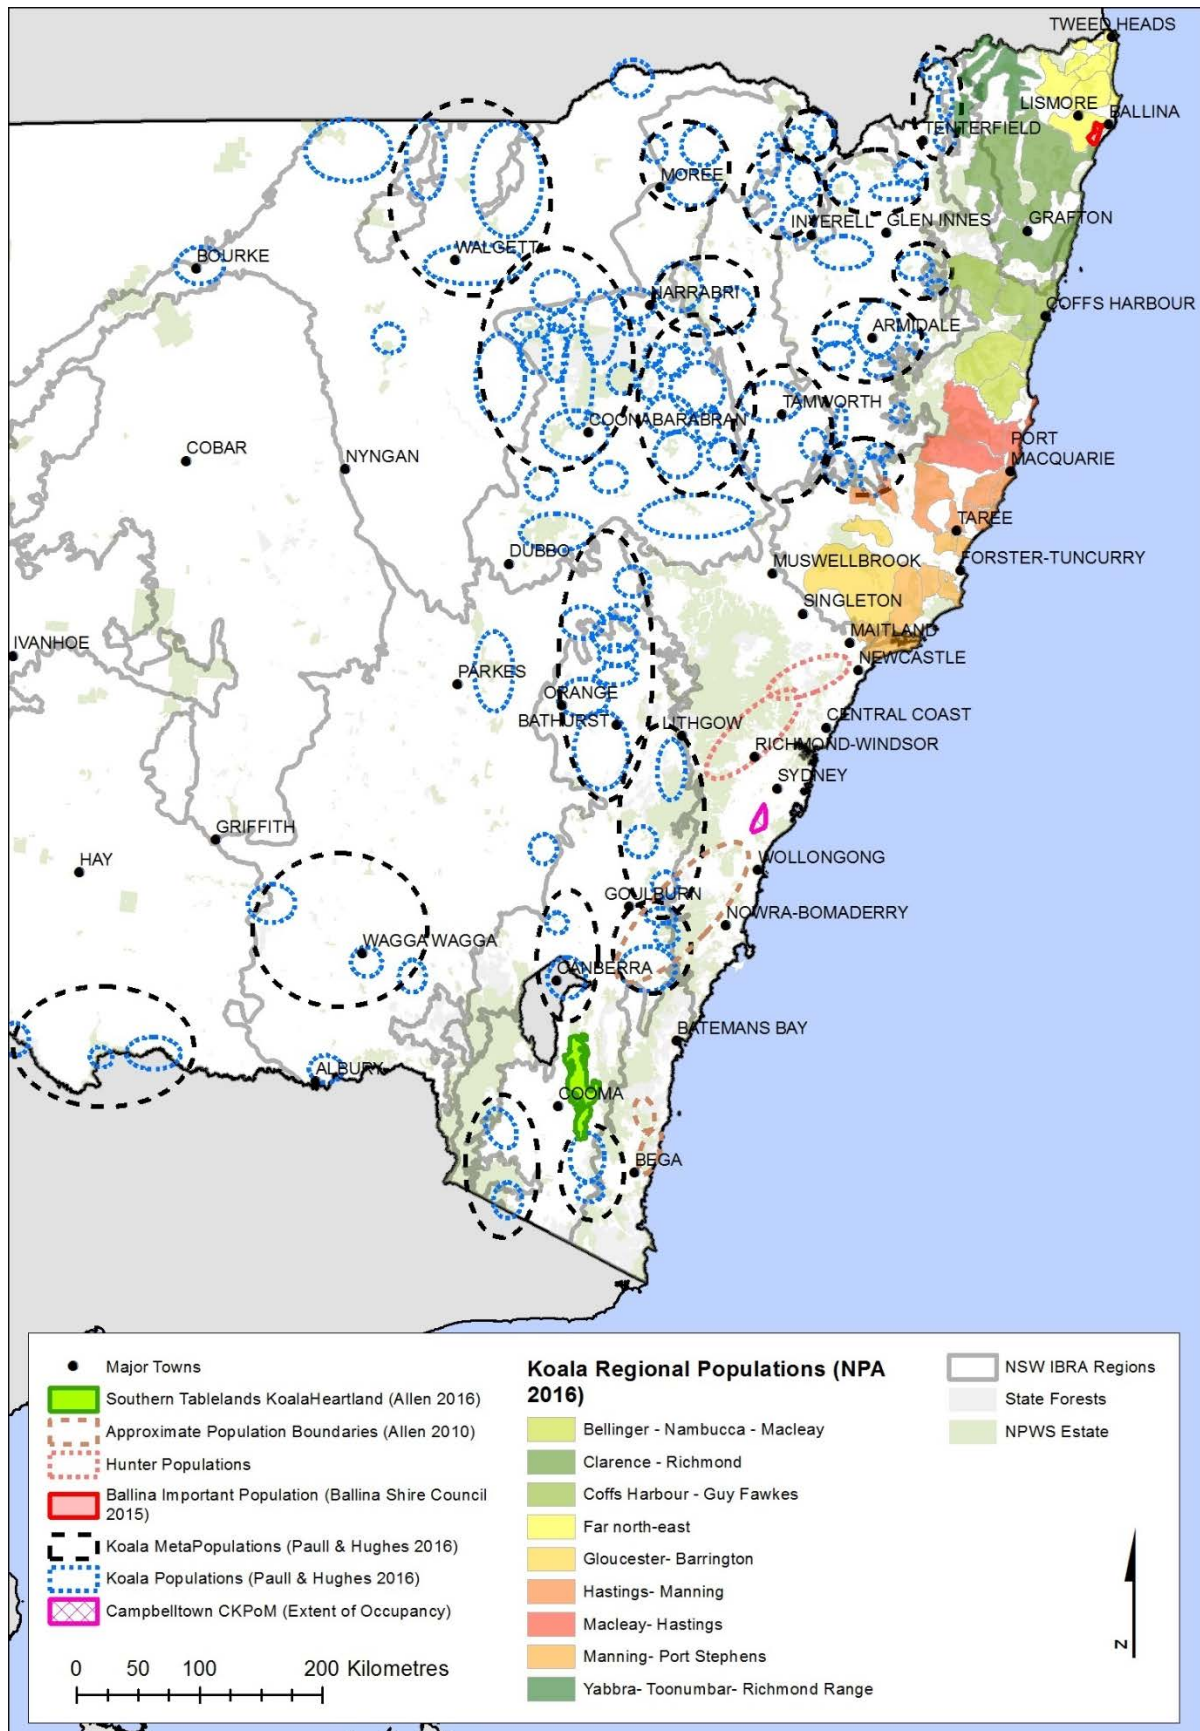 TWEED HEADS
LISMORE
BALLINA
TENTERFIELD
MOREE
INVERELL
GLEN INNES
GRAFTON
WALGETT
BOURKE
NARRABRI
COFFS HARBOUR
ARMIDALE
TAMWORTH
COONABARABRAN
COBAR
NYNGAN
PORT
MACQUARIE
TAREE
DUBBO
MUSWELLBROOK
FORSTER-TUNCURRY
SINGLETON
MAITLAND
IVANHOE
NEWCASTLE
PARKES
ORANGE
BATHURST
LITHGOW
CENTRAL COAST
RICHMOND-WINDSOR
SYDNEY
GRIFFITH
HAY
WOLLONGONG
GOULBURN
NOWRA-BOMADERRY
WAGGA WAGGA
CANBERRA
BATEMANS BAY
ALBURY
COOMA
BEGA
Major Towns
Southern Tablelands KoalaHeartland (Allen 2016)
Approximate Population Boundaries (Allen 2010)
Hunter Populations
Ballina Important Population (Ballina Shire Council
2015)
Koala MetaPopulations (Paull & Hughes 2016)
Koala Populations (Paull & Hughes 2016)
Campbelltown CKPoM (Extent of Occupancy)
0 50 100 200 Kilometres
Koala Regional Populations (NPA
2016)
Bellinger - Nambucca - Macleay
Clarence - Richmond
Coffs Harbour - Guy Fawkes
Far north-east
Gloucester- Barrington
Hastings- Manning
Macleay- Hastings
Manning- Port Stephens
Yabbra- Toonumbar- Richmond Range
NSW IBRA Regions
State Forests
NPWS Estate
N